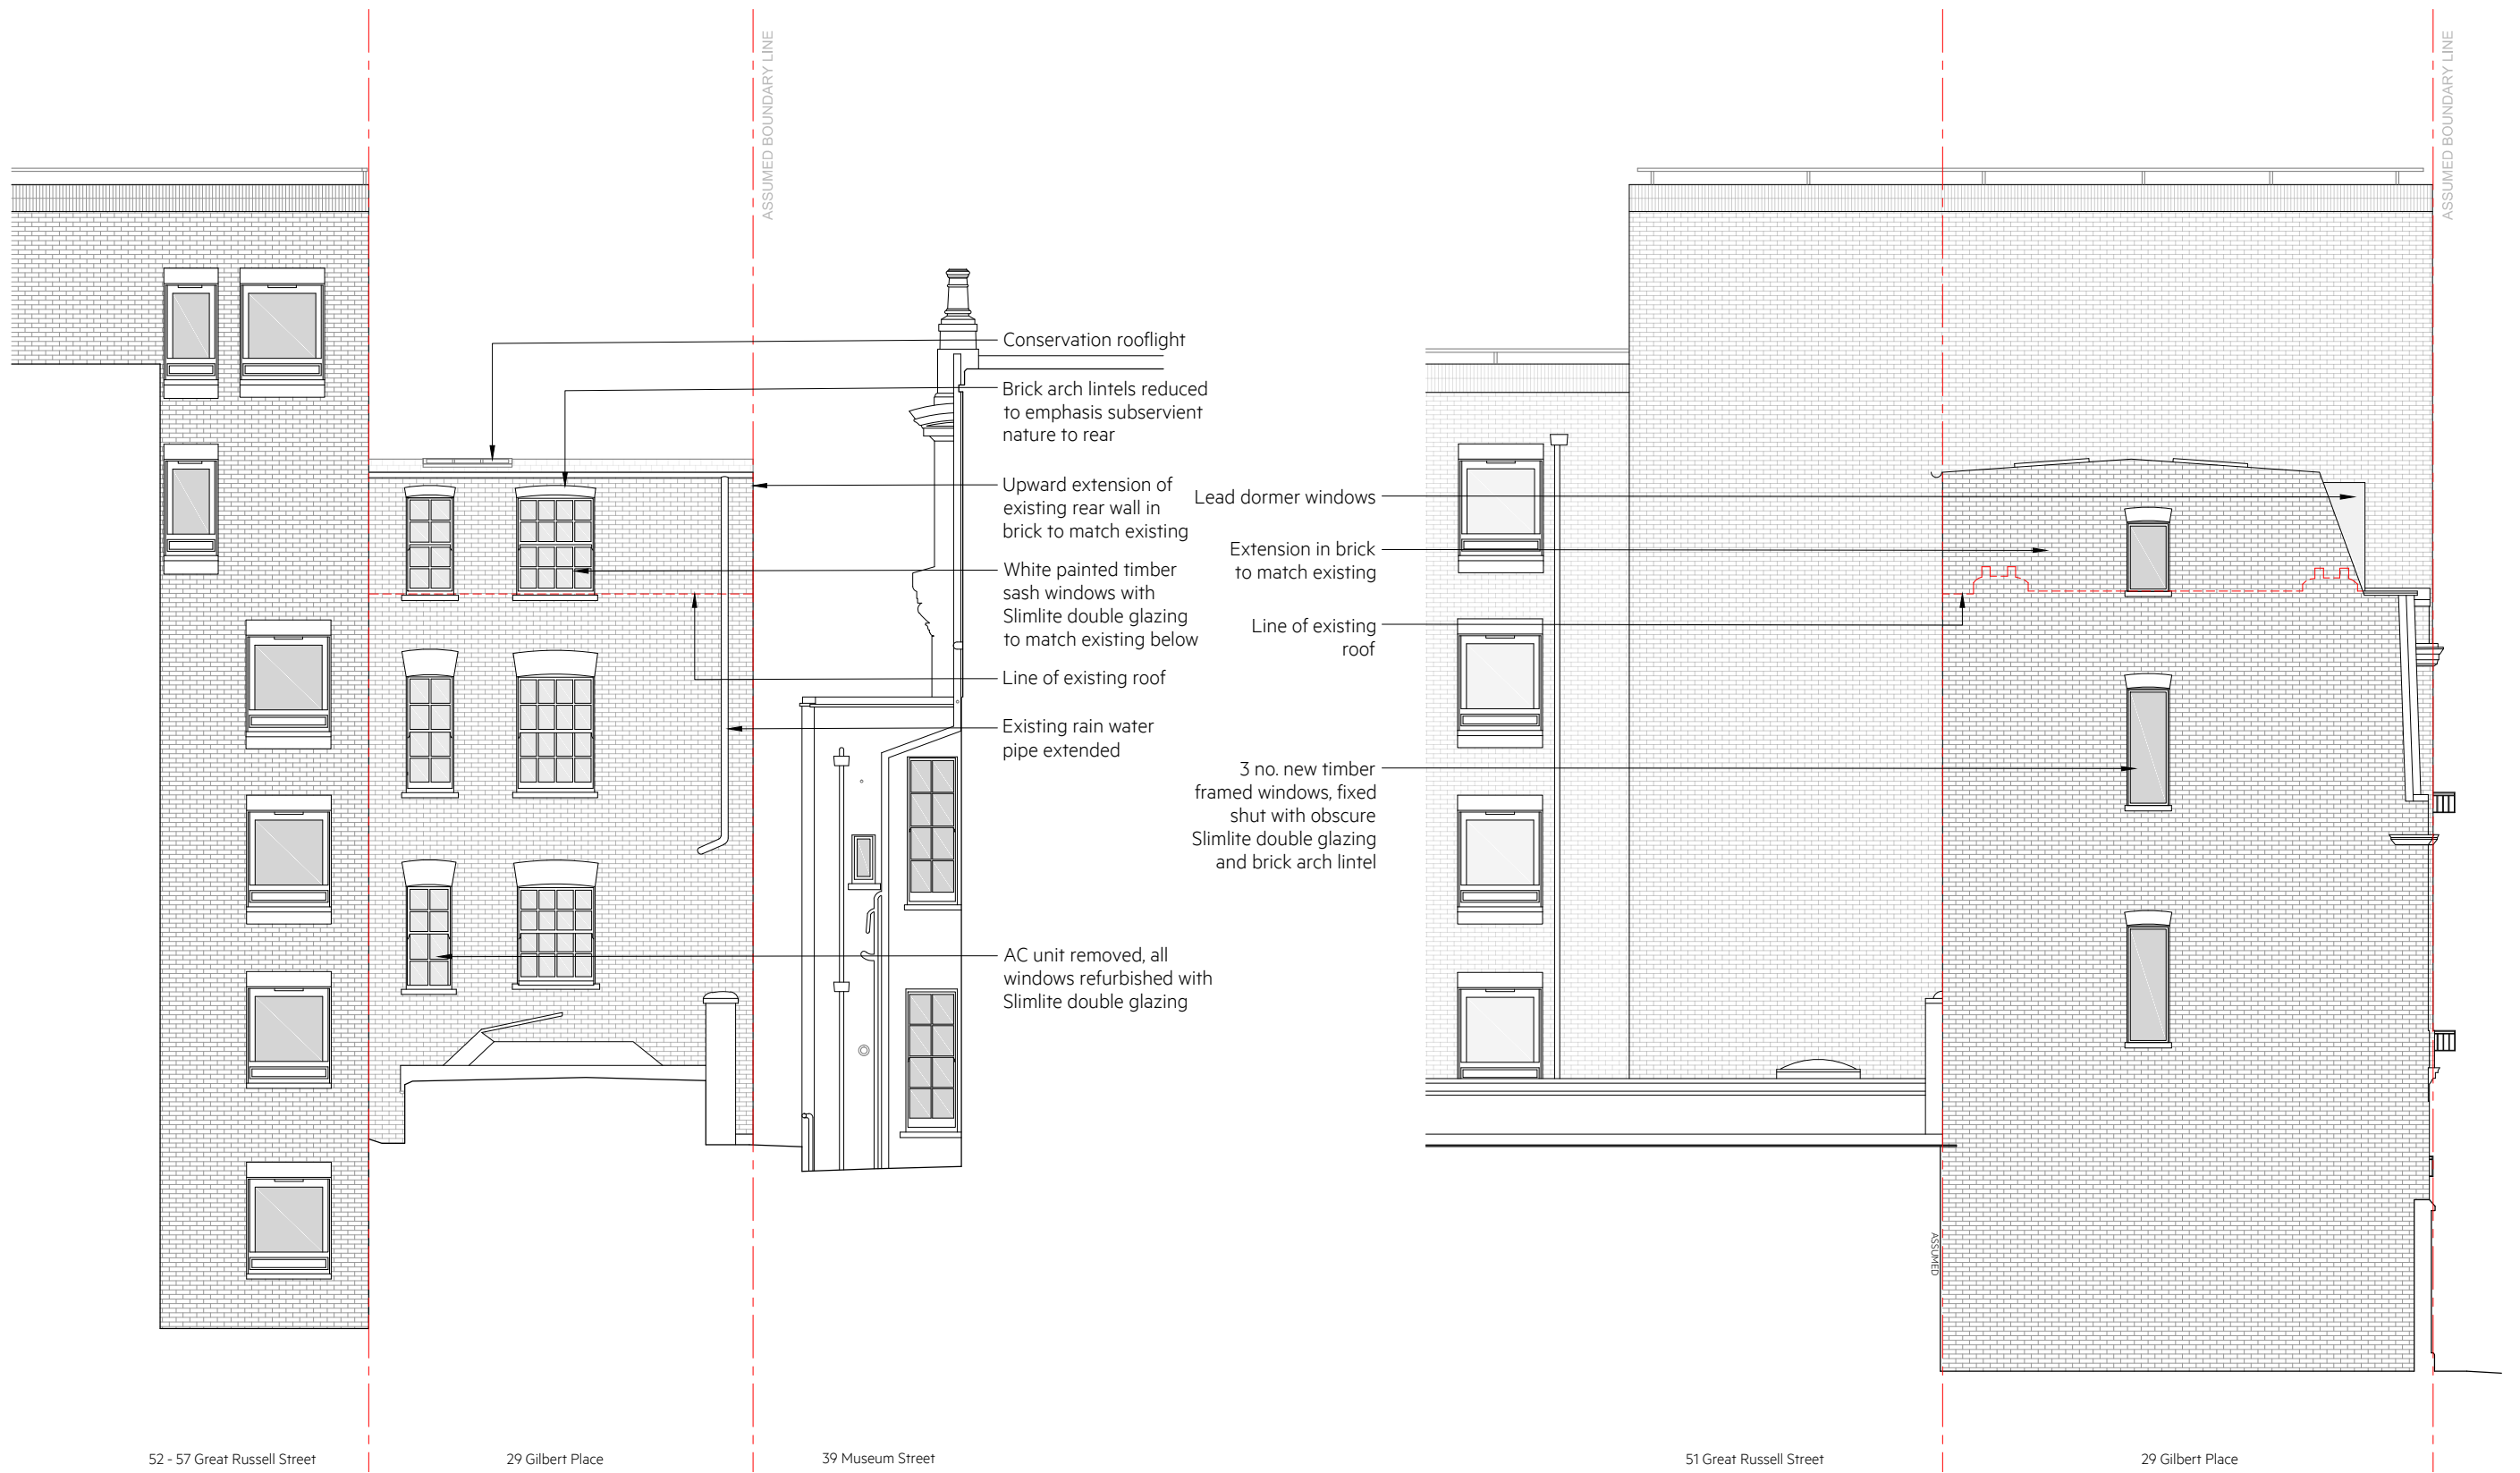 ASSUMED BOUNDARY LINE
ASSUMED BOUNDARY LINE
Conservation rooflight
Brick arch lintels reduced
to emphasis subservient
nature to rear
Upward extension of
existing rear wall in
brick to match existing
White painted timber
sash windows with
Slimlite double glazing
to match existing below
Line of existing roof
Existing rain water
pipe extended
AC unit removed, all
windows refurbished with
Slimlite double glazing
Lead dormer windows
Extension in brick
to match existing
Line of existing
roof
3 no. new timber
framed windows, fixed
shut with obscure
Slimlite double glazing
and brick arch lintel
ASSUMED
52 - 57 Great Russell Street
29 Gilbert Place
39 Museum Street
51 Great Russell Street
29 Gilbert Place